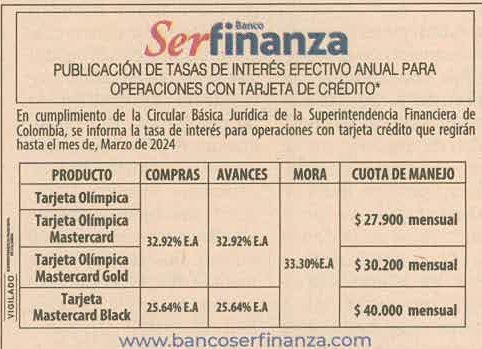 Banco
Serfinanza
PUBLICACIÓN DE TASAS DE INTERÉS EFECTIVO ANUAL PARA
OPERACIONES CON TARJETA DE CRÉDITO*
En cumplimiento de la Circular Básica Jurídica de la Superintendencia Financiera de
Colombia, se informa la tasa de interés para operaciones con tarjeta crédito que regirán
hasta el mes de, Marzo de 2024
PRODUCTO COMPRAS AVANCES MORA CUOTA DE MANEJO
Tarjeta Olímpica
Tarjeta Olímpica
Mastercard
$ 27.900 mensual
32.92% E.A 32.92% E.A
Tarjeta Olímpica
Mastercard Gold
33.30%E.A
$ 30.200 mensual
Tarjeta
Mastercard Black
25.64% E.A 25.64% E.A
$ 40.000 mensual
VIGILADO
www.bancoserfinanza.com